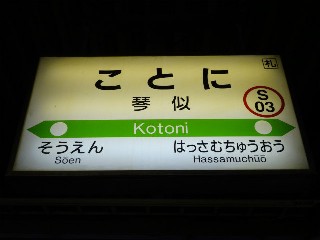 札
ことに
琴似
S
03
Kotoni
そうえん はっさむちゅうおう
Sōen Hassamuchūō